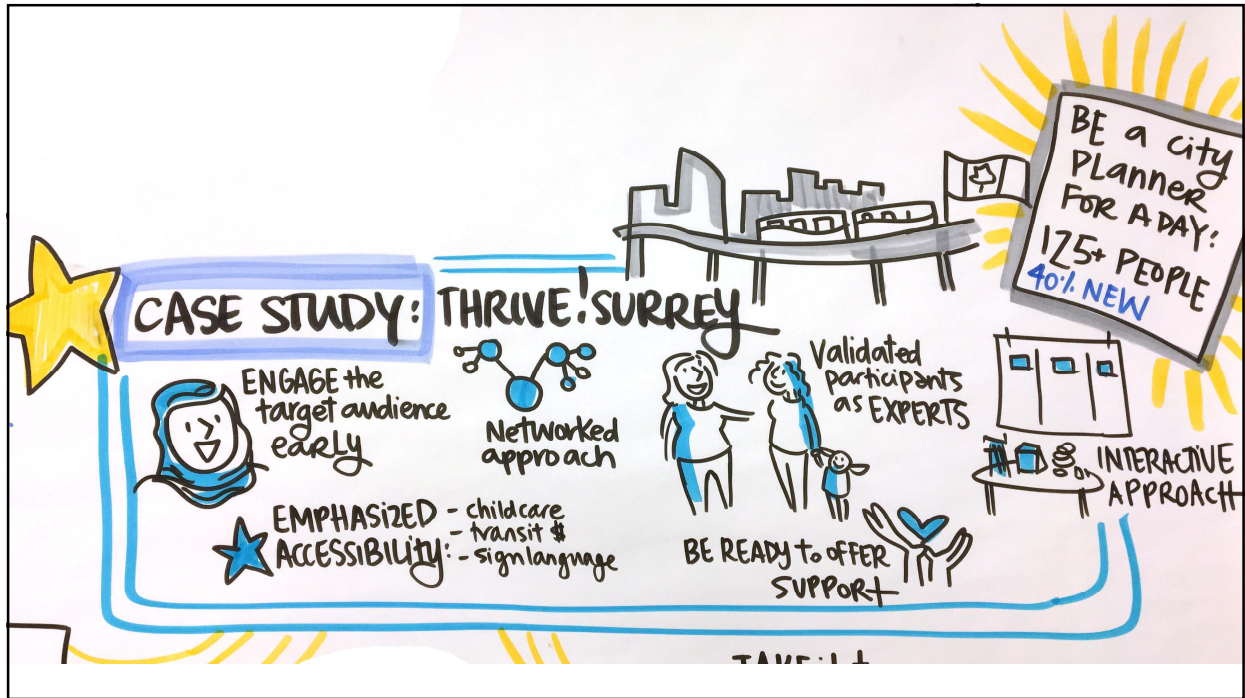 BE a city
PLanner
FOR A DAY:
125+ PEOPLE
40% NEW
CASE STUDY: THRIVE! SURREY
ENGAGE the
target audience
eaRLy
Networked
approach
Validated
participants
as EXPERTS
INTERACTIVE
APPROACH
EMPHASIZED
ACCESSIBILITY:
- childcare
- transit $
- sign language
BE READY to OFFER
SUPPORT